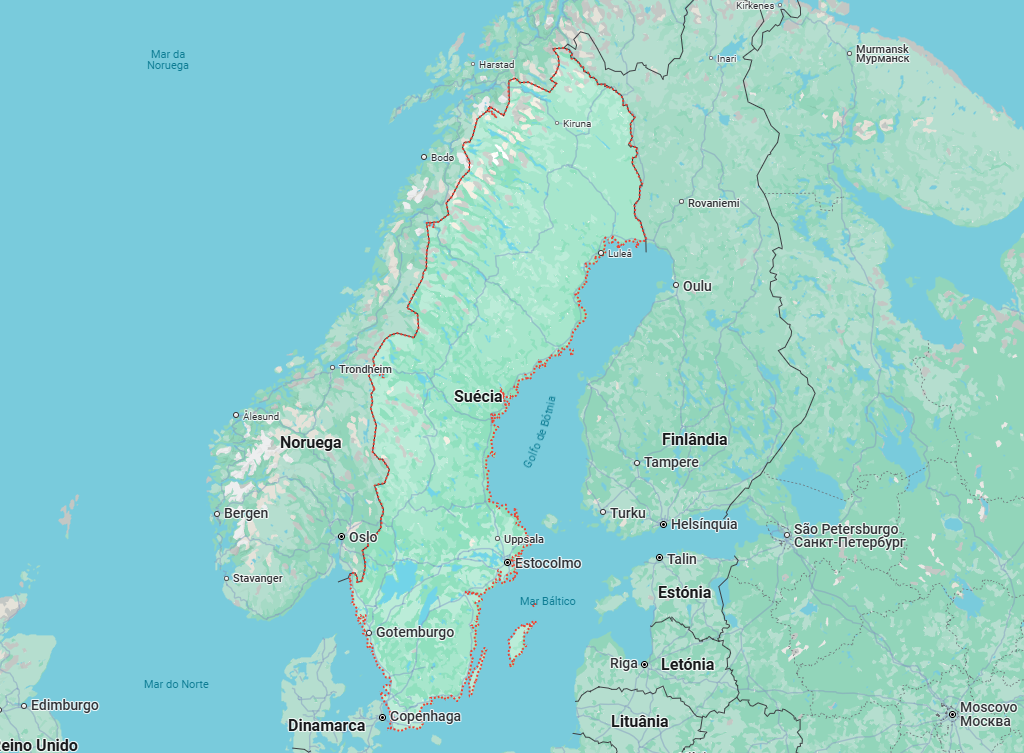 Kirkenes
Murmansk
Мурманск
Mar da
Noruega
Harstad
Inari
Kiruna
Bodø
Rovaniemi
Luleå
Oulu
Trondheim
Suécia
Golfo de Bótnia
Ålesund
Noruega
Finlândia
Tampere
Bergen
Turku
Helsínquia
São Petersburgo
Санкт-Петербург
Oslo
Uppsala
Estocolmo
Talin
Stavanger
Estónia
Mar Báltico
Gotemburgo
Riga
Letónia
Mar do Norte
Edimburgo
Copenhaga
Moscovo
Москва
Dinamarca
Lituânia
eino Unido